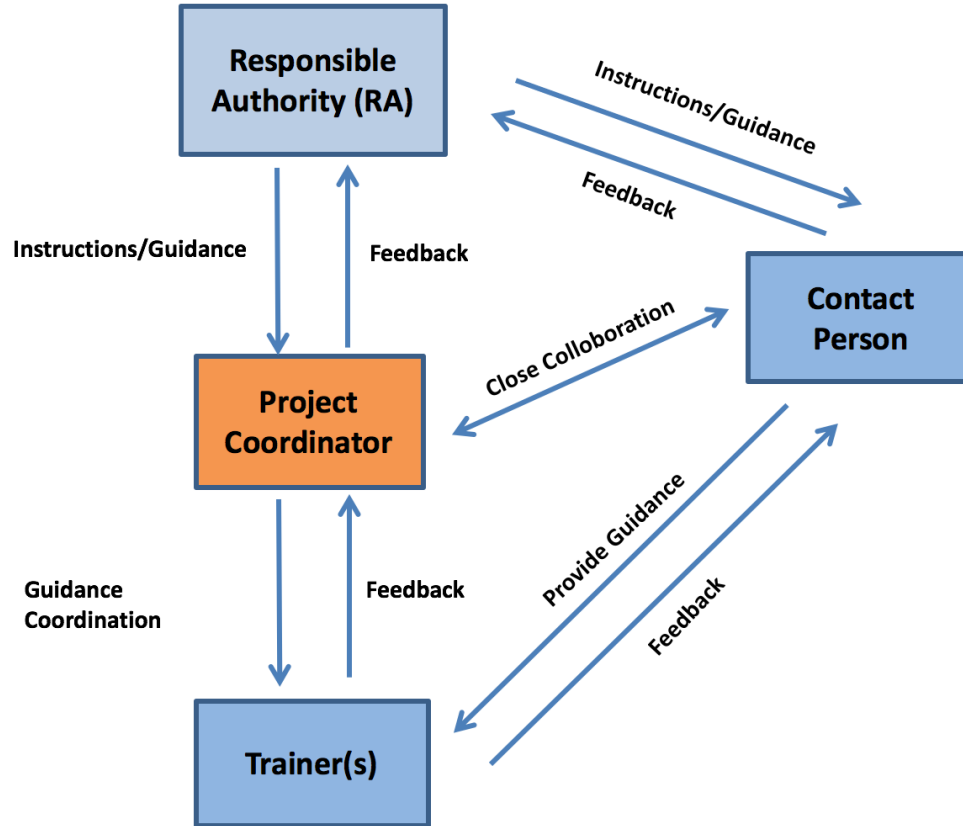 Responsible
Authority (RA)
Instructions/Guidance
Feedback
Instructions/Guidance
Feedback
Contact
Person
Close Colloboration
Project
Coordinator
Provide Guidance
Feedback
Guidance
Coordination
Feedback
Trainer(s)